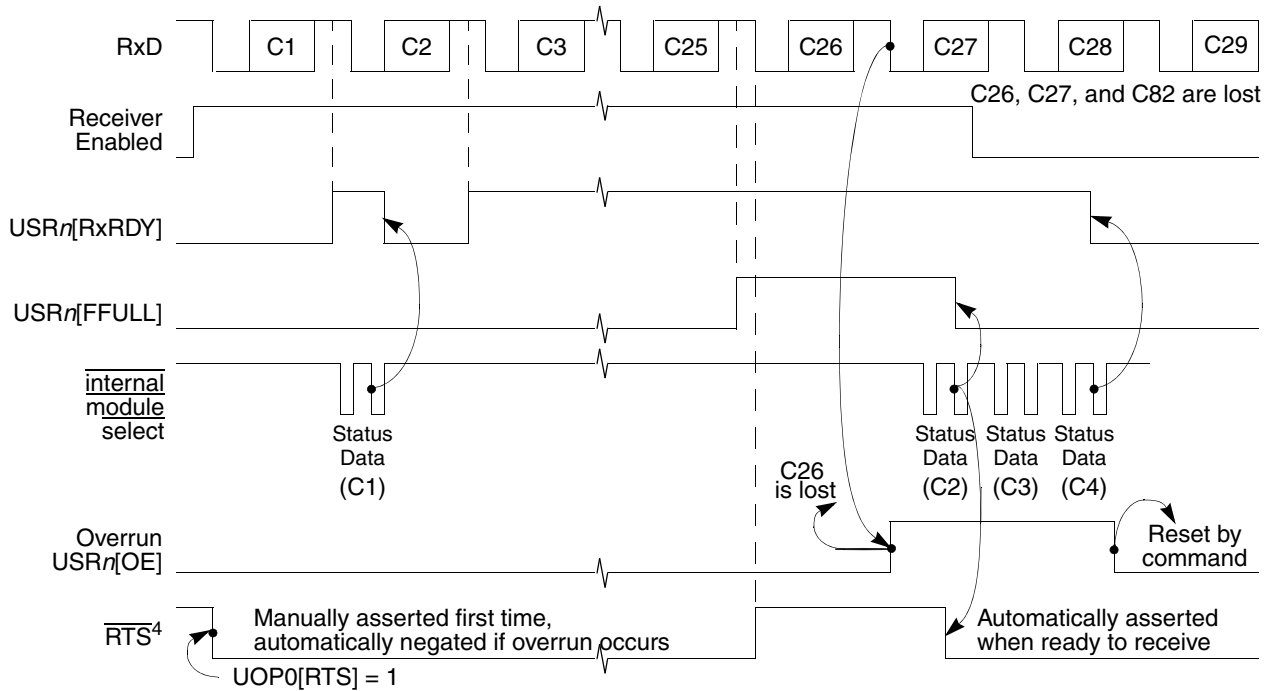 RxD
C1
C2
C3
C25
C26
C27
C28
C29
C26, C27, and C82 are lost
Receiver
Enabled
USRn[RxRDY]
USRn[FFULL]
internal
module
select
Status
Data
(C1)
Status
Data
(C2)
Status
Data
(C3)
Status
Data
(C4)
C26
is lost
Overrun
USRn[OE]
Reset by
command
RTS4
Manually asserted first time,
automatically negated if overrun occurs
Automatically asserted
when ready to receive
UOP0[RTS] = 1